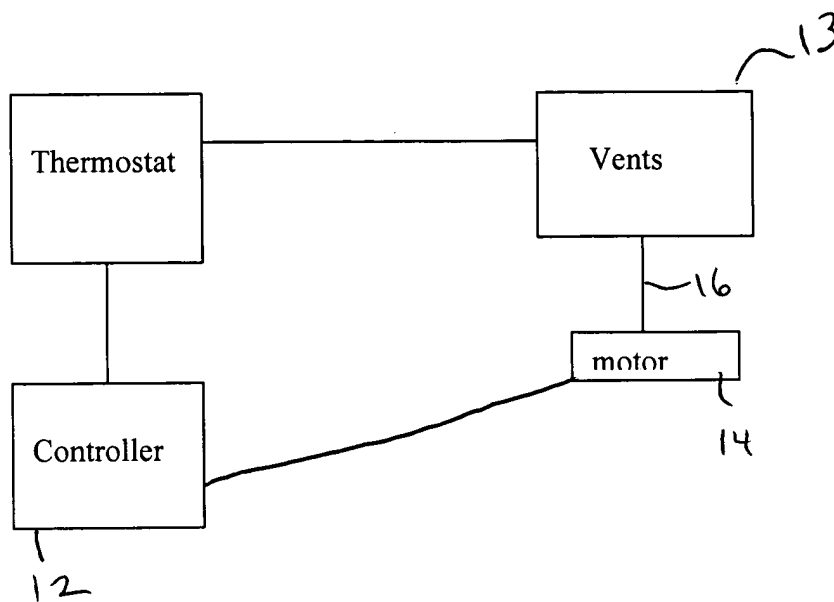 13
Thermostat
Vents
16
motor
14
Controller
12